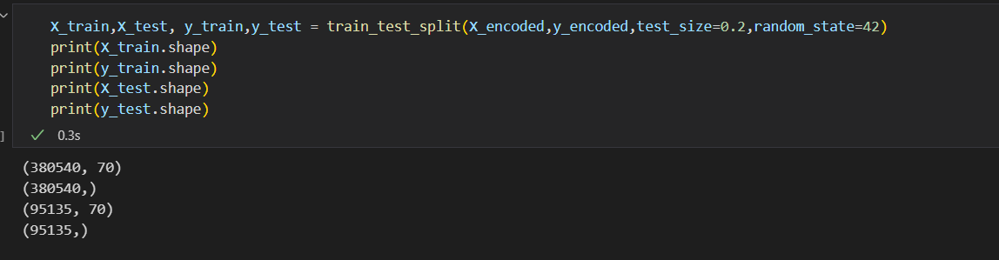 X_train,X_test, y_train,y_test = train_test_split(X_encoded,y_encoded,test_size=0.2,random_state=42)
print(X_train.shape)
print(y_train.shape)
print(X_test.shape)
print(y_test.shape)
] ✓ 0.3s
(380540, 70)
(380540,)
(95135, 70)
(95135,)